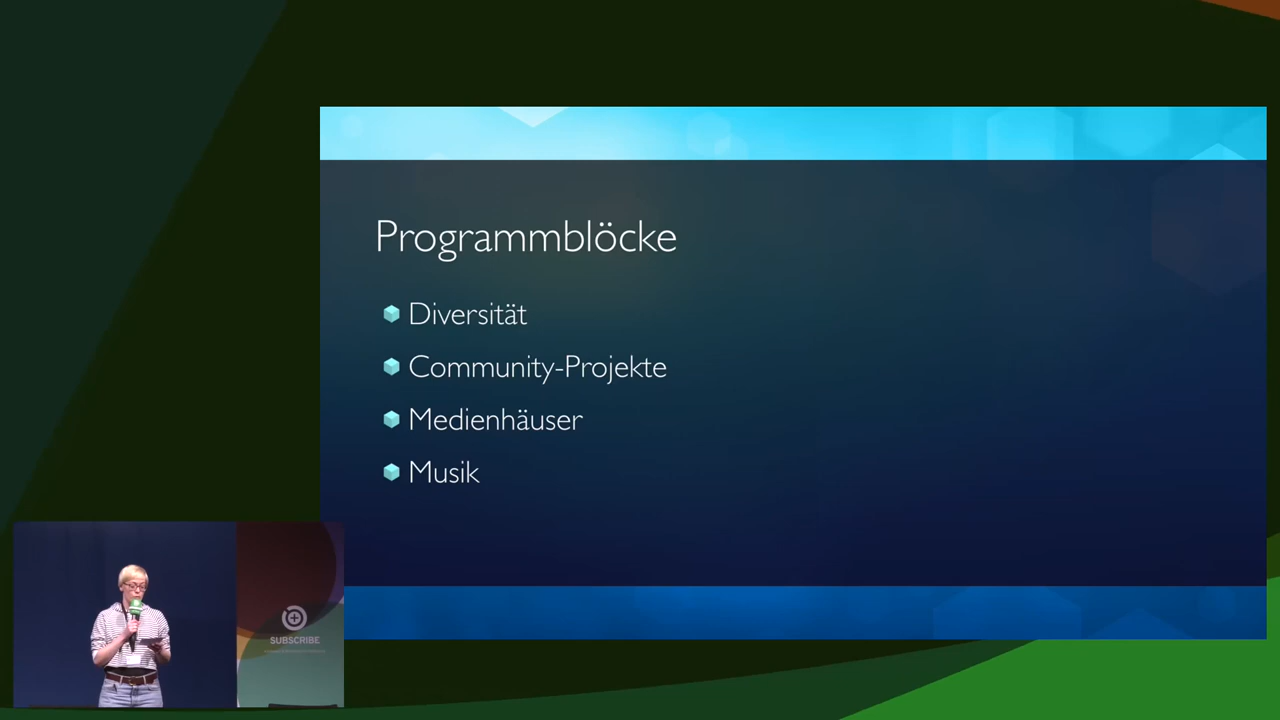 Programmblöcke
Diversität
Community-Projekte
Medienhäuser
Musik
SUBSCRIBE